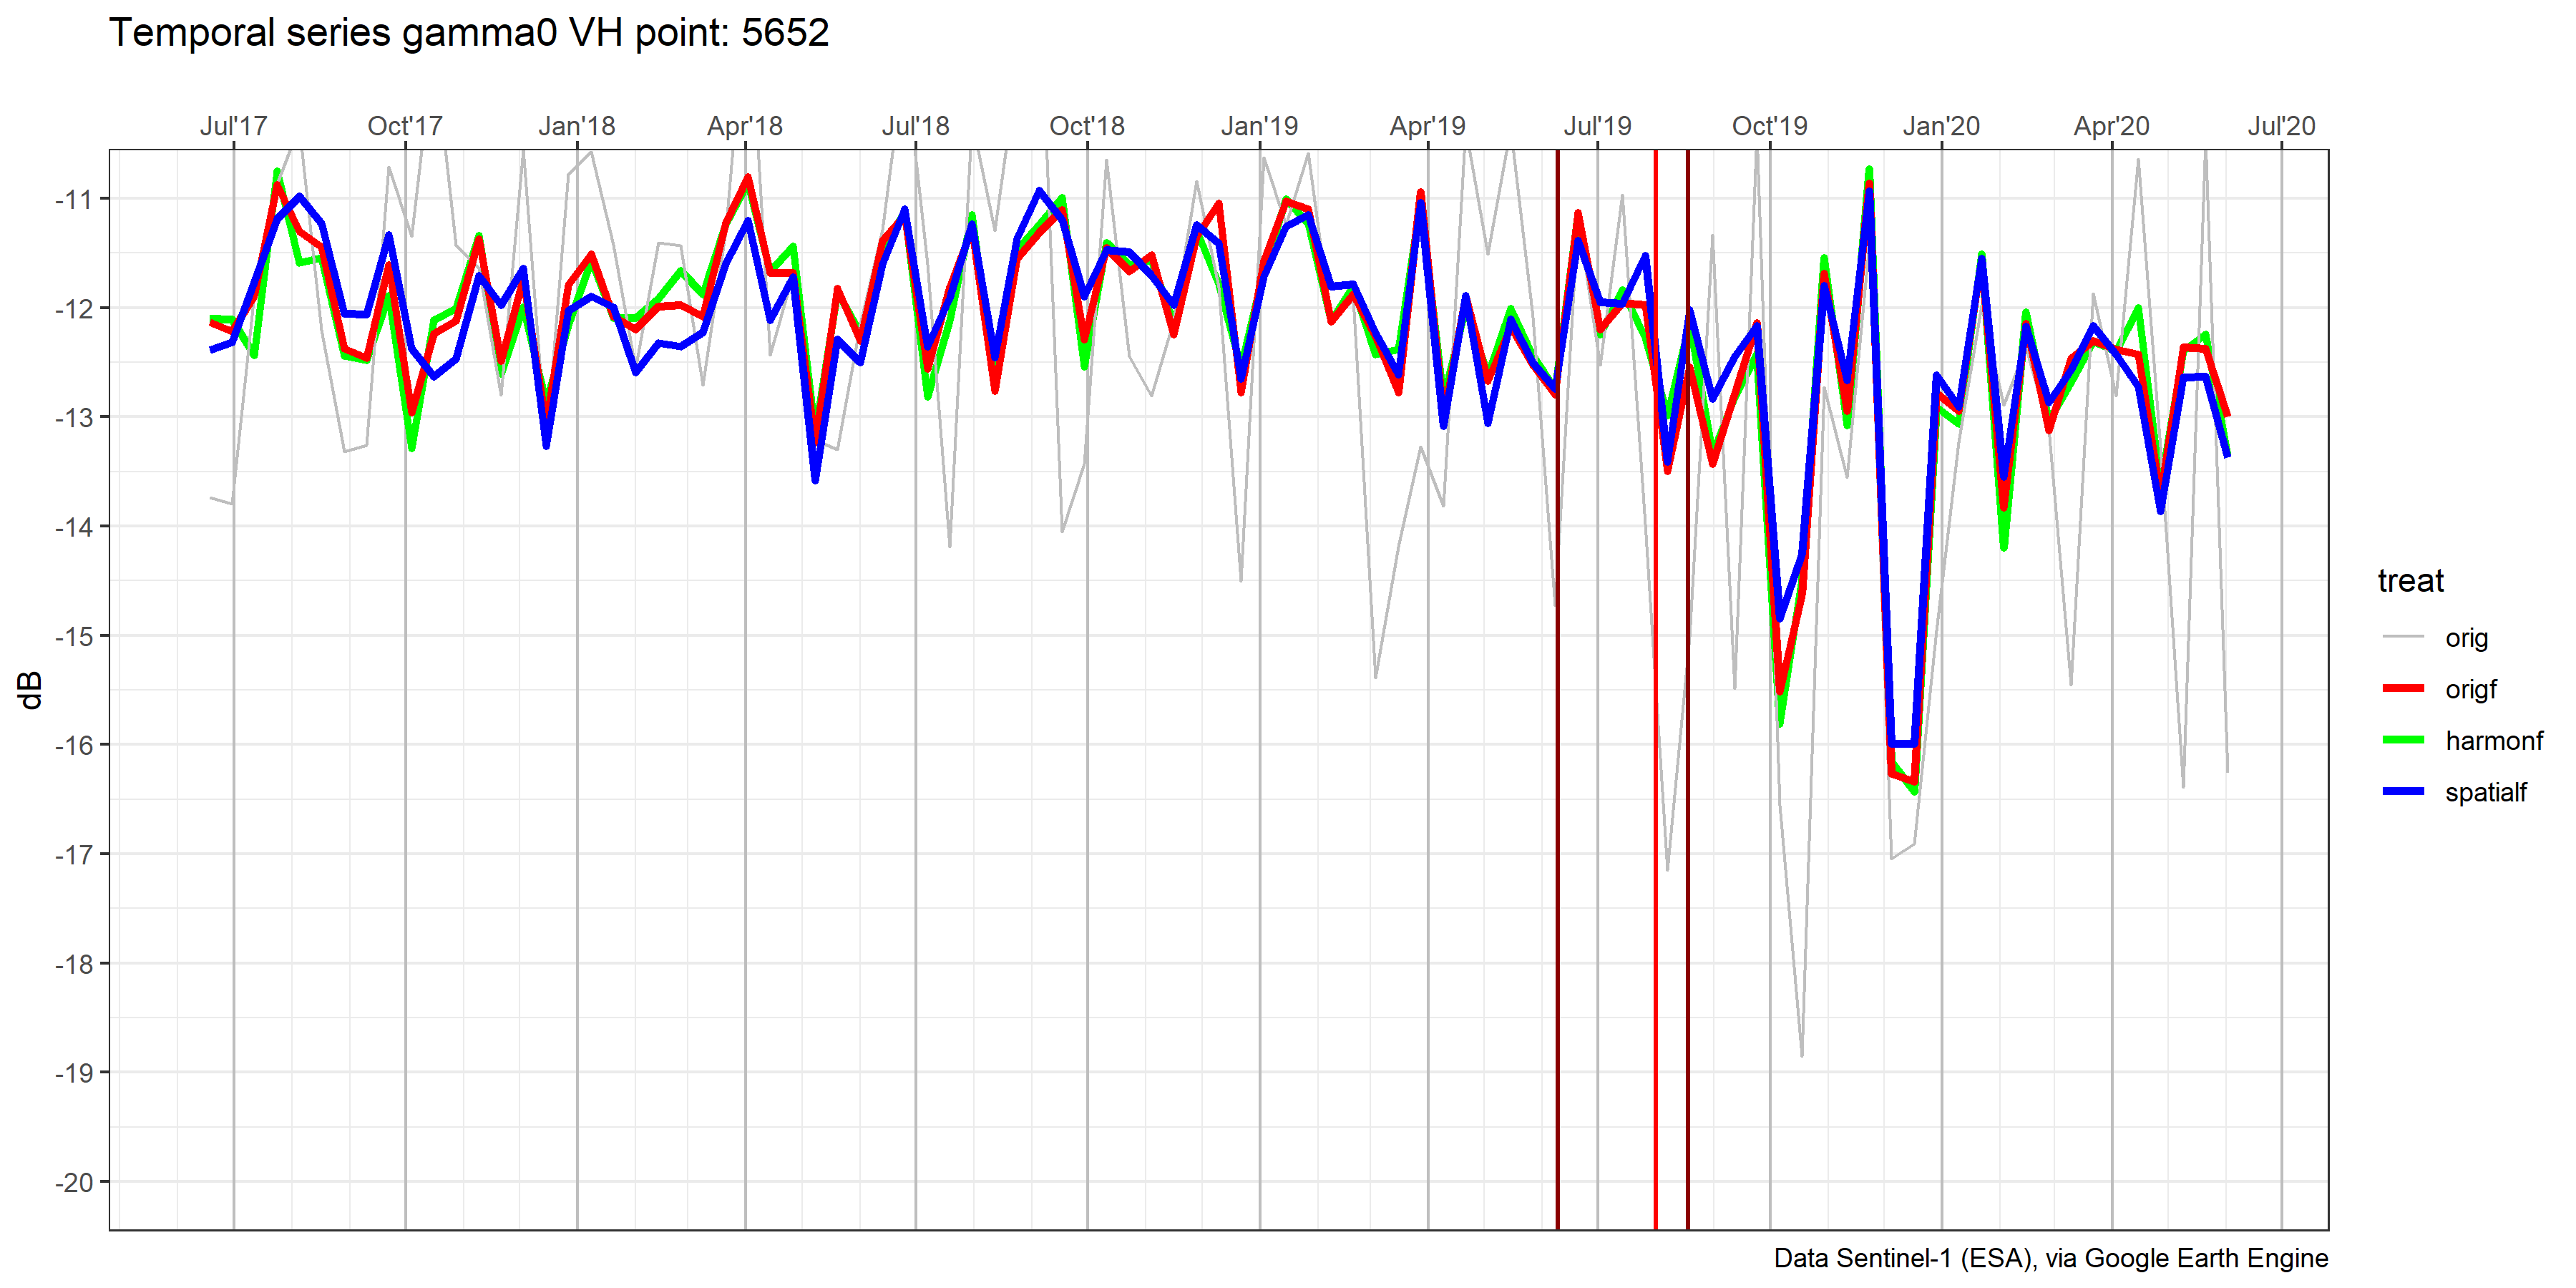 Temporal series gamma0 VH point: 5652
Jul'17 Oct'17 Jan'18 Apr'18 Jul'18 Oct'18 Jan'19 Apr'19 Jul'19 Oct'19 Jan'20 Apr'20 Jul'20
-11
-12
-13
-14
-15
-16
-17
-18
-19
-20
dB
treat
orig
origf
harmonf
spatialf
Data Sentinel-1 (ESA), via Google Earth Engine